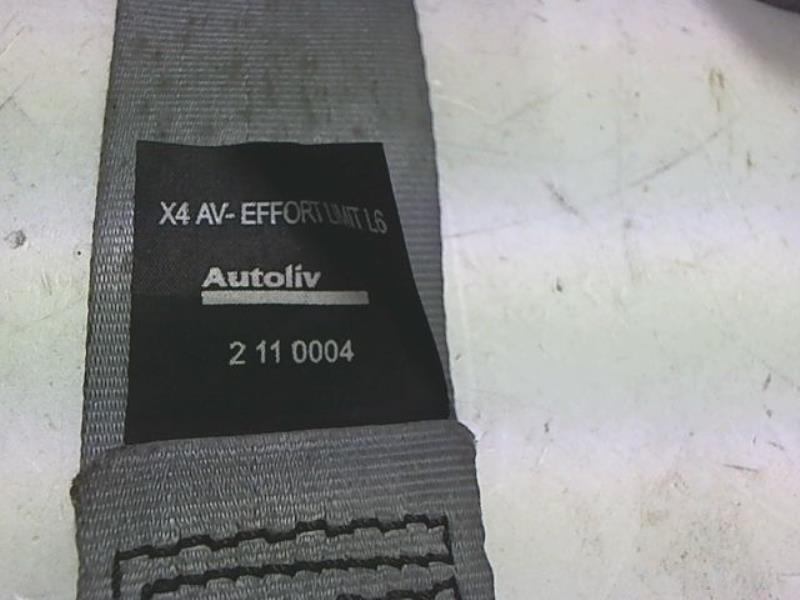 X4 AV- EFFORT LIMIT L6
Autoliv
2 11 0004